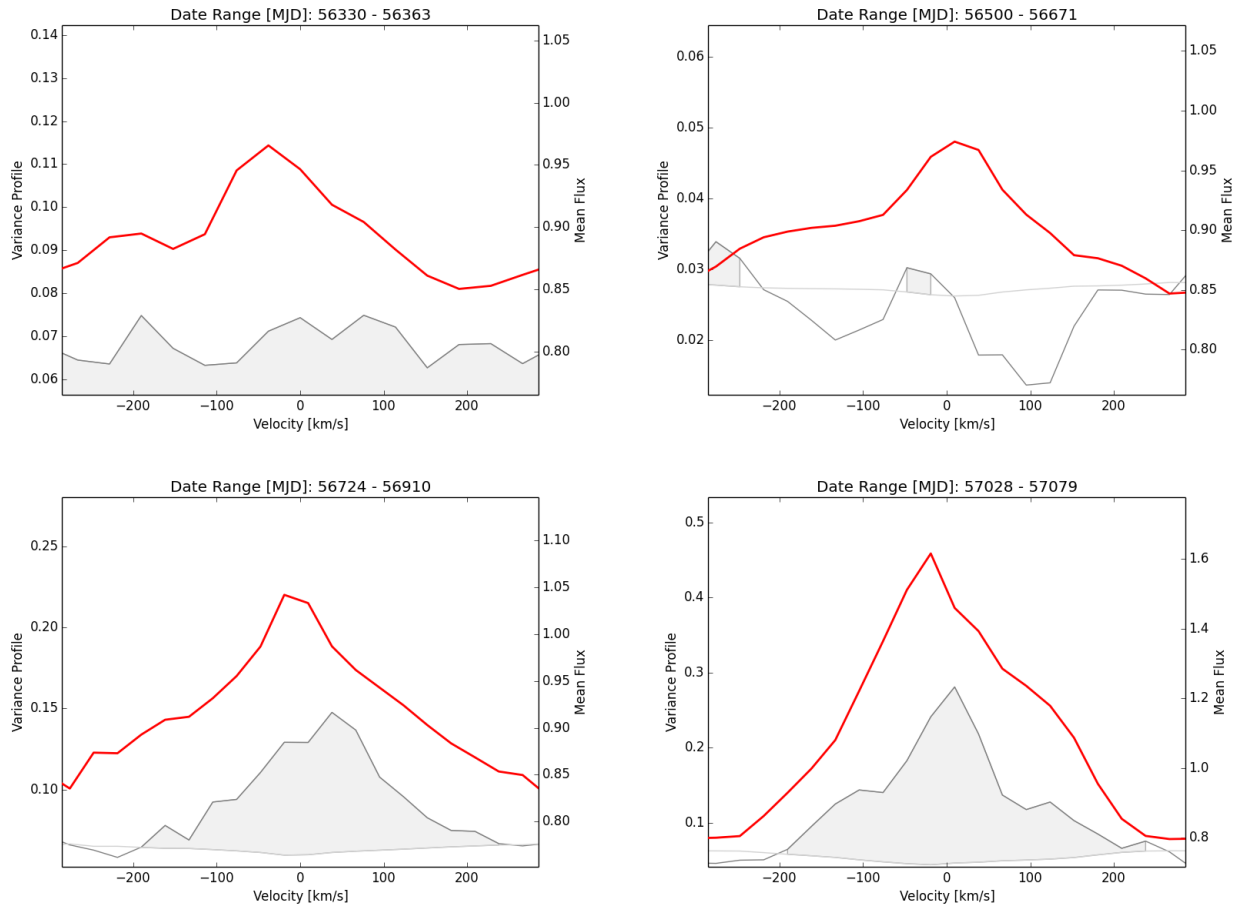 Date Range [MJD]: 56330 - 56363
0.14
0.13
0.12
0.11
0.10
0.09
0.08
0.07
0.06
Variance Profile
1.05
1.00
0.95
0.90
0.85
0.80
Mean Flux
−200 −100 0 100 200
Velocity [km/s]
Date Range [MJD]: 56500 - 56671
0.06
0.05
0.04
0.03
0.02
Variance Profile
1.05
1.00
0.95
0.90
0.85
0.80
Mean Flux
−200 −100 0 100 200
Velocity [km/s]
Date Range [MJD]: 56724 - 56910
0.25
0.20
0.15
0.10
Variance Profile
1.10
1.05
1.00
0.95
0.90
0.85
0.80
Mean Flux
−200 −100 0 100 200
Velocity [km/s]
Date Range [MJD]: 57028 - 57079
0.5
0.4
0.3
0.2
0.1
Variance Profile
1.6
1.4
1.2
1.0
0.8
Mean Flux
−200 −100 0 100 200
Velocity [km/s]